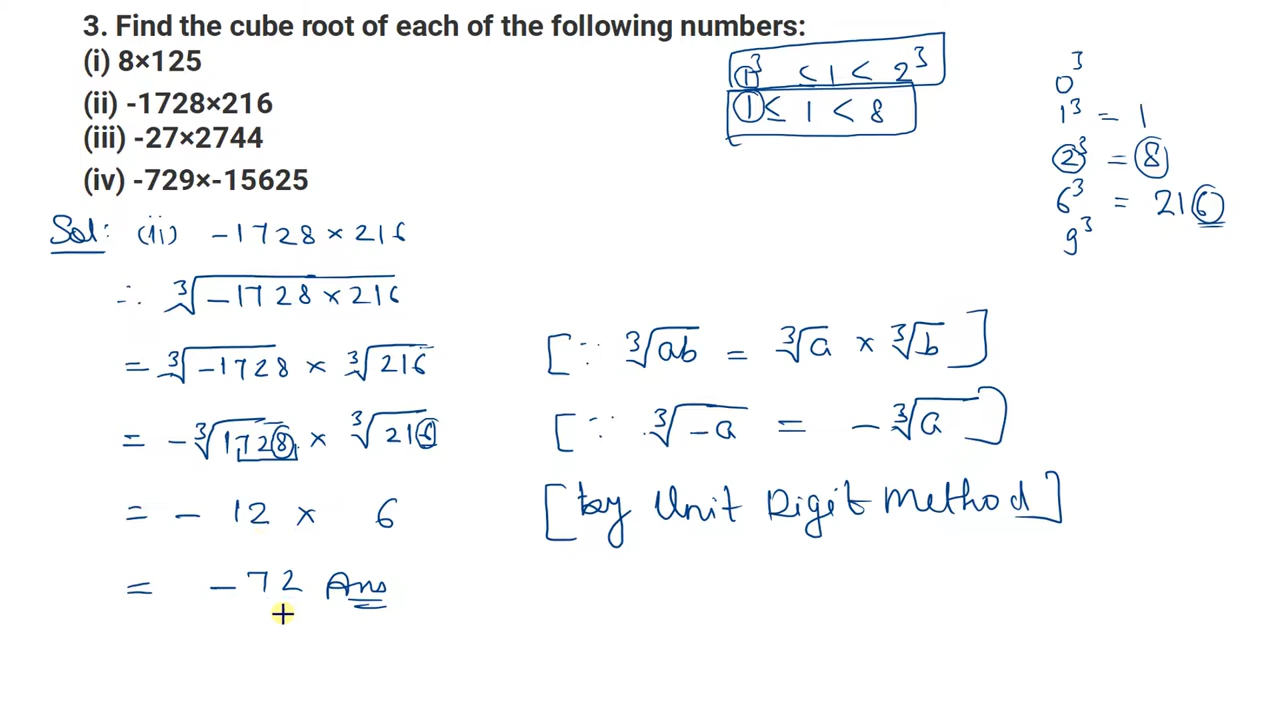 3. Find the cube root of each of the following numbers:
(i) 8×125
(ii) -1728×216
(iii) -27×2744
(iv) -729×-15625
1³ ≤ 1 < 2³
1 ≤ 1 < 8
0³
1³ = 1
2³ = 8
6³ = 216
9³
Sol: (ii) -1728 × 216
∴ ∛-1728 × 216
= ∛-1728 × ∛216 [∵ ∛ab = ∛a × ∛b]
= -∛1728 × ∛216 [∵ ∛-a = -∛a]
= - 12 × 6 [by Unit Digit Method]
= -72 Ans